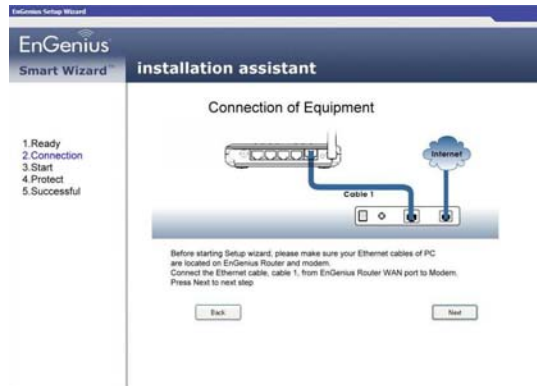 EnGenius Setup Wizard
EnGenius
Smart Wizard™
installation assistant
Connection of Equipment
1.Ready
2.Connection
3.Start
4.Protect
5.Successful
Internet
Cable 1
Before starting Setup wizard, please make sure your Ethernet cables of PC
are located on EnGenius Router and modem.
Connect the Ethernet cable, cable 1, from EnGenius Router WAN port to Modem.
Press Next to next step
Back
Next